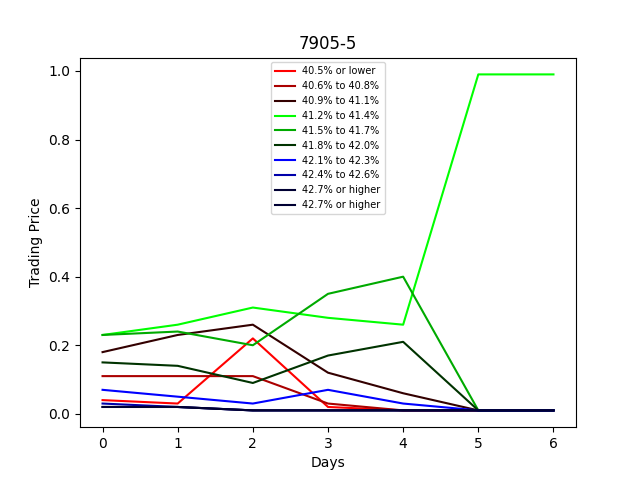 7905-5
1.0
0.8
0.6
0.4
0.2
0.0
Trading Price
40.5% or lower
40.6% to 40.8%
40.9% to 41.1%
41.2% to 41.4%
41.5% to 41.7%
41.8% to 42.0%
42.1% to 42.3%
42.4% to 42.6%
42.7% or higher
42.7% or higher
0 1 2 3 4 5 6
Days